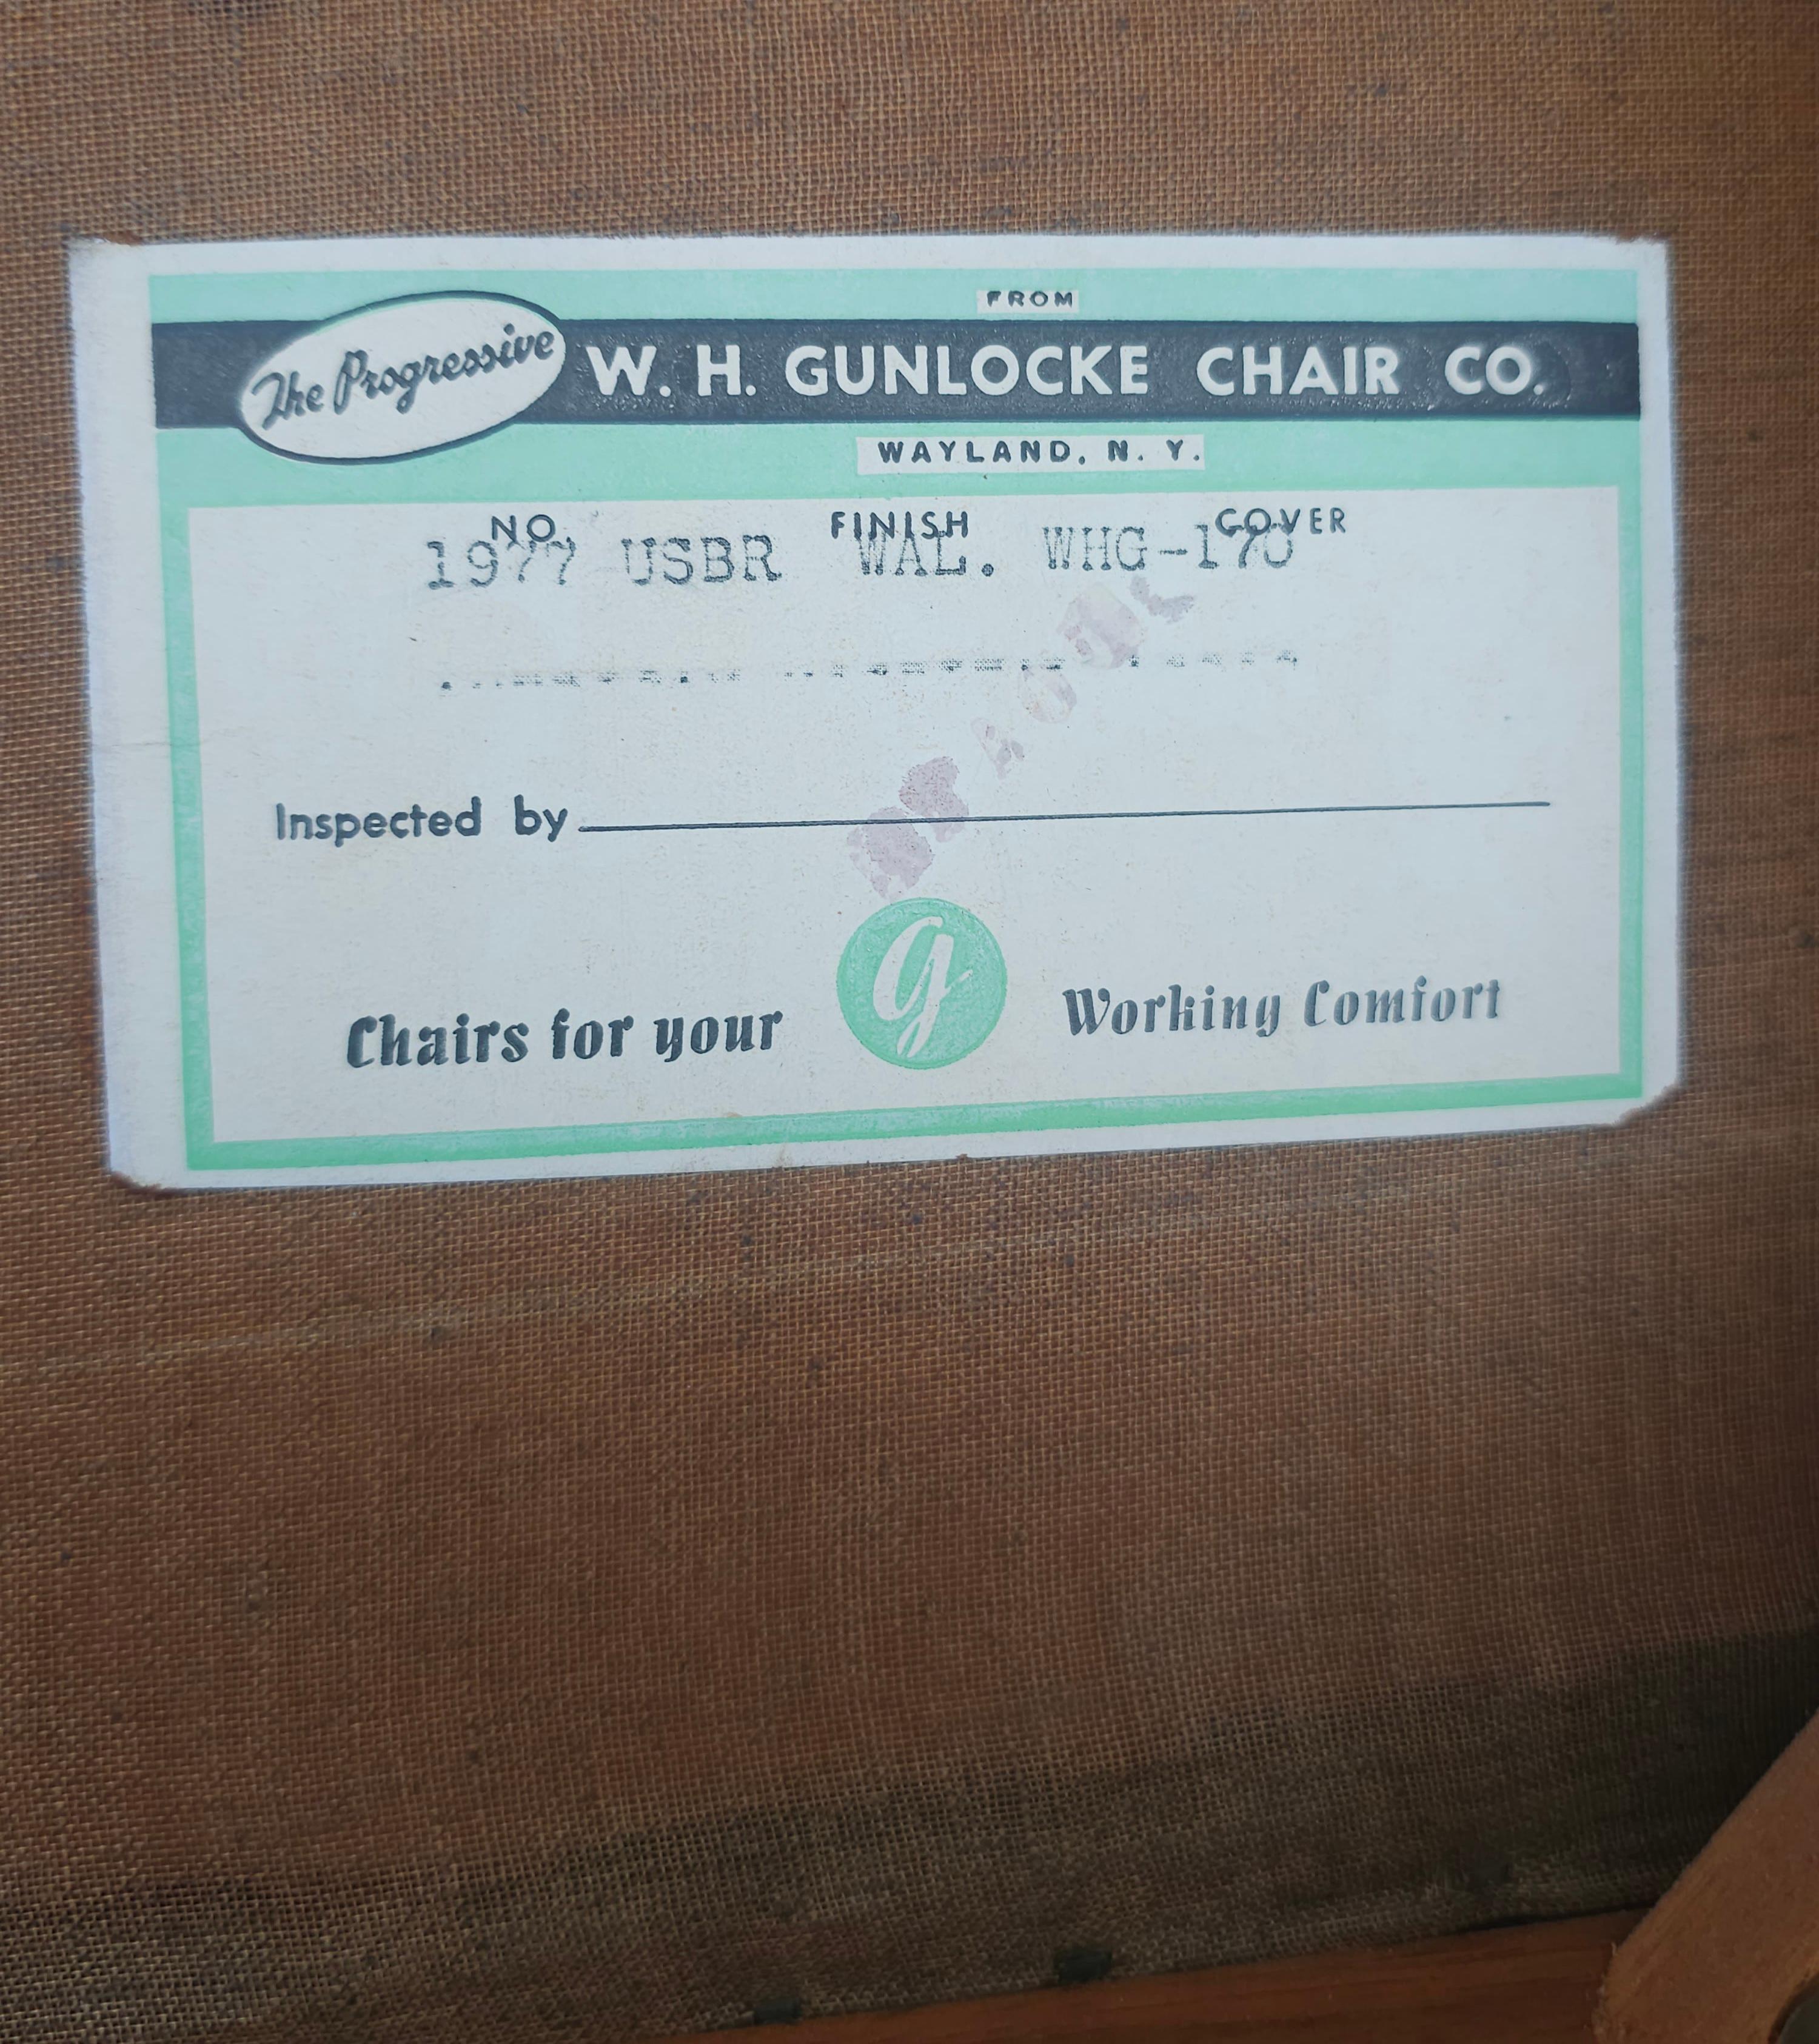 FROM
The Progressive W. H. GUNLOCKE CHAIR CO.
WAYLAND, N. Y.
NO. FINISH COVER
1977 USBR WAL. WHG-170
Inspected by
Chairs for your g Working Comfort